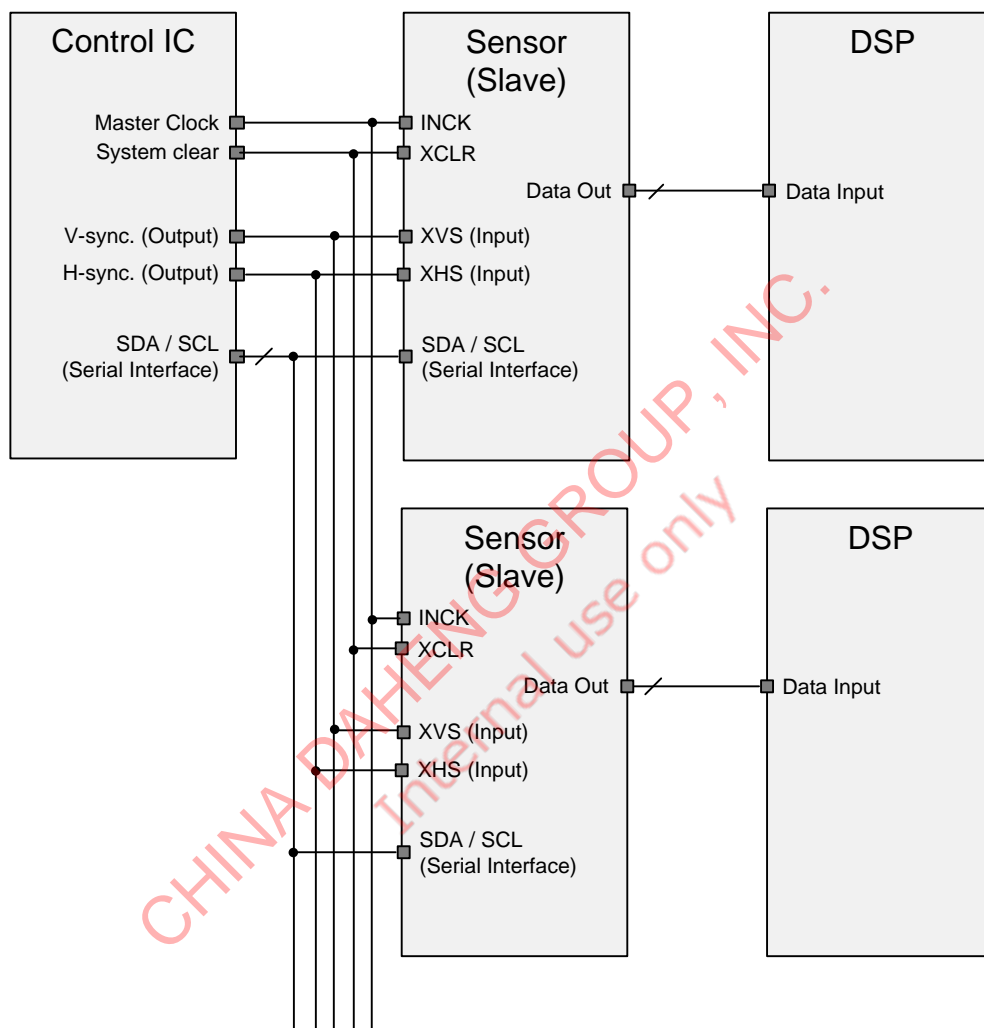 Control IC
Master Clock
System clear
V-sync. (Output)
H-sync. (Output)
SDA / SCL
(Serial Interface)
Sensor
(Slave)
INCK
XCLR
Data Out
XVS (Input)
XHS (Input)
SDA / SCL
(Serial Interface)
DSP
Data Input
Sensor
(Slave)
INCK
XCLR
Data Out
XVS (Input)
XHS (Input)
SDA / SCL
(Serial Interface)
DSP
Data Input
CHINA DAHENG GROUP , INC.
Internal use only